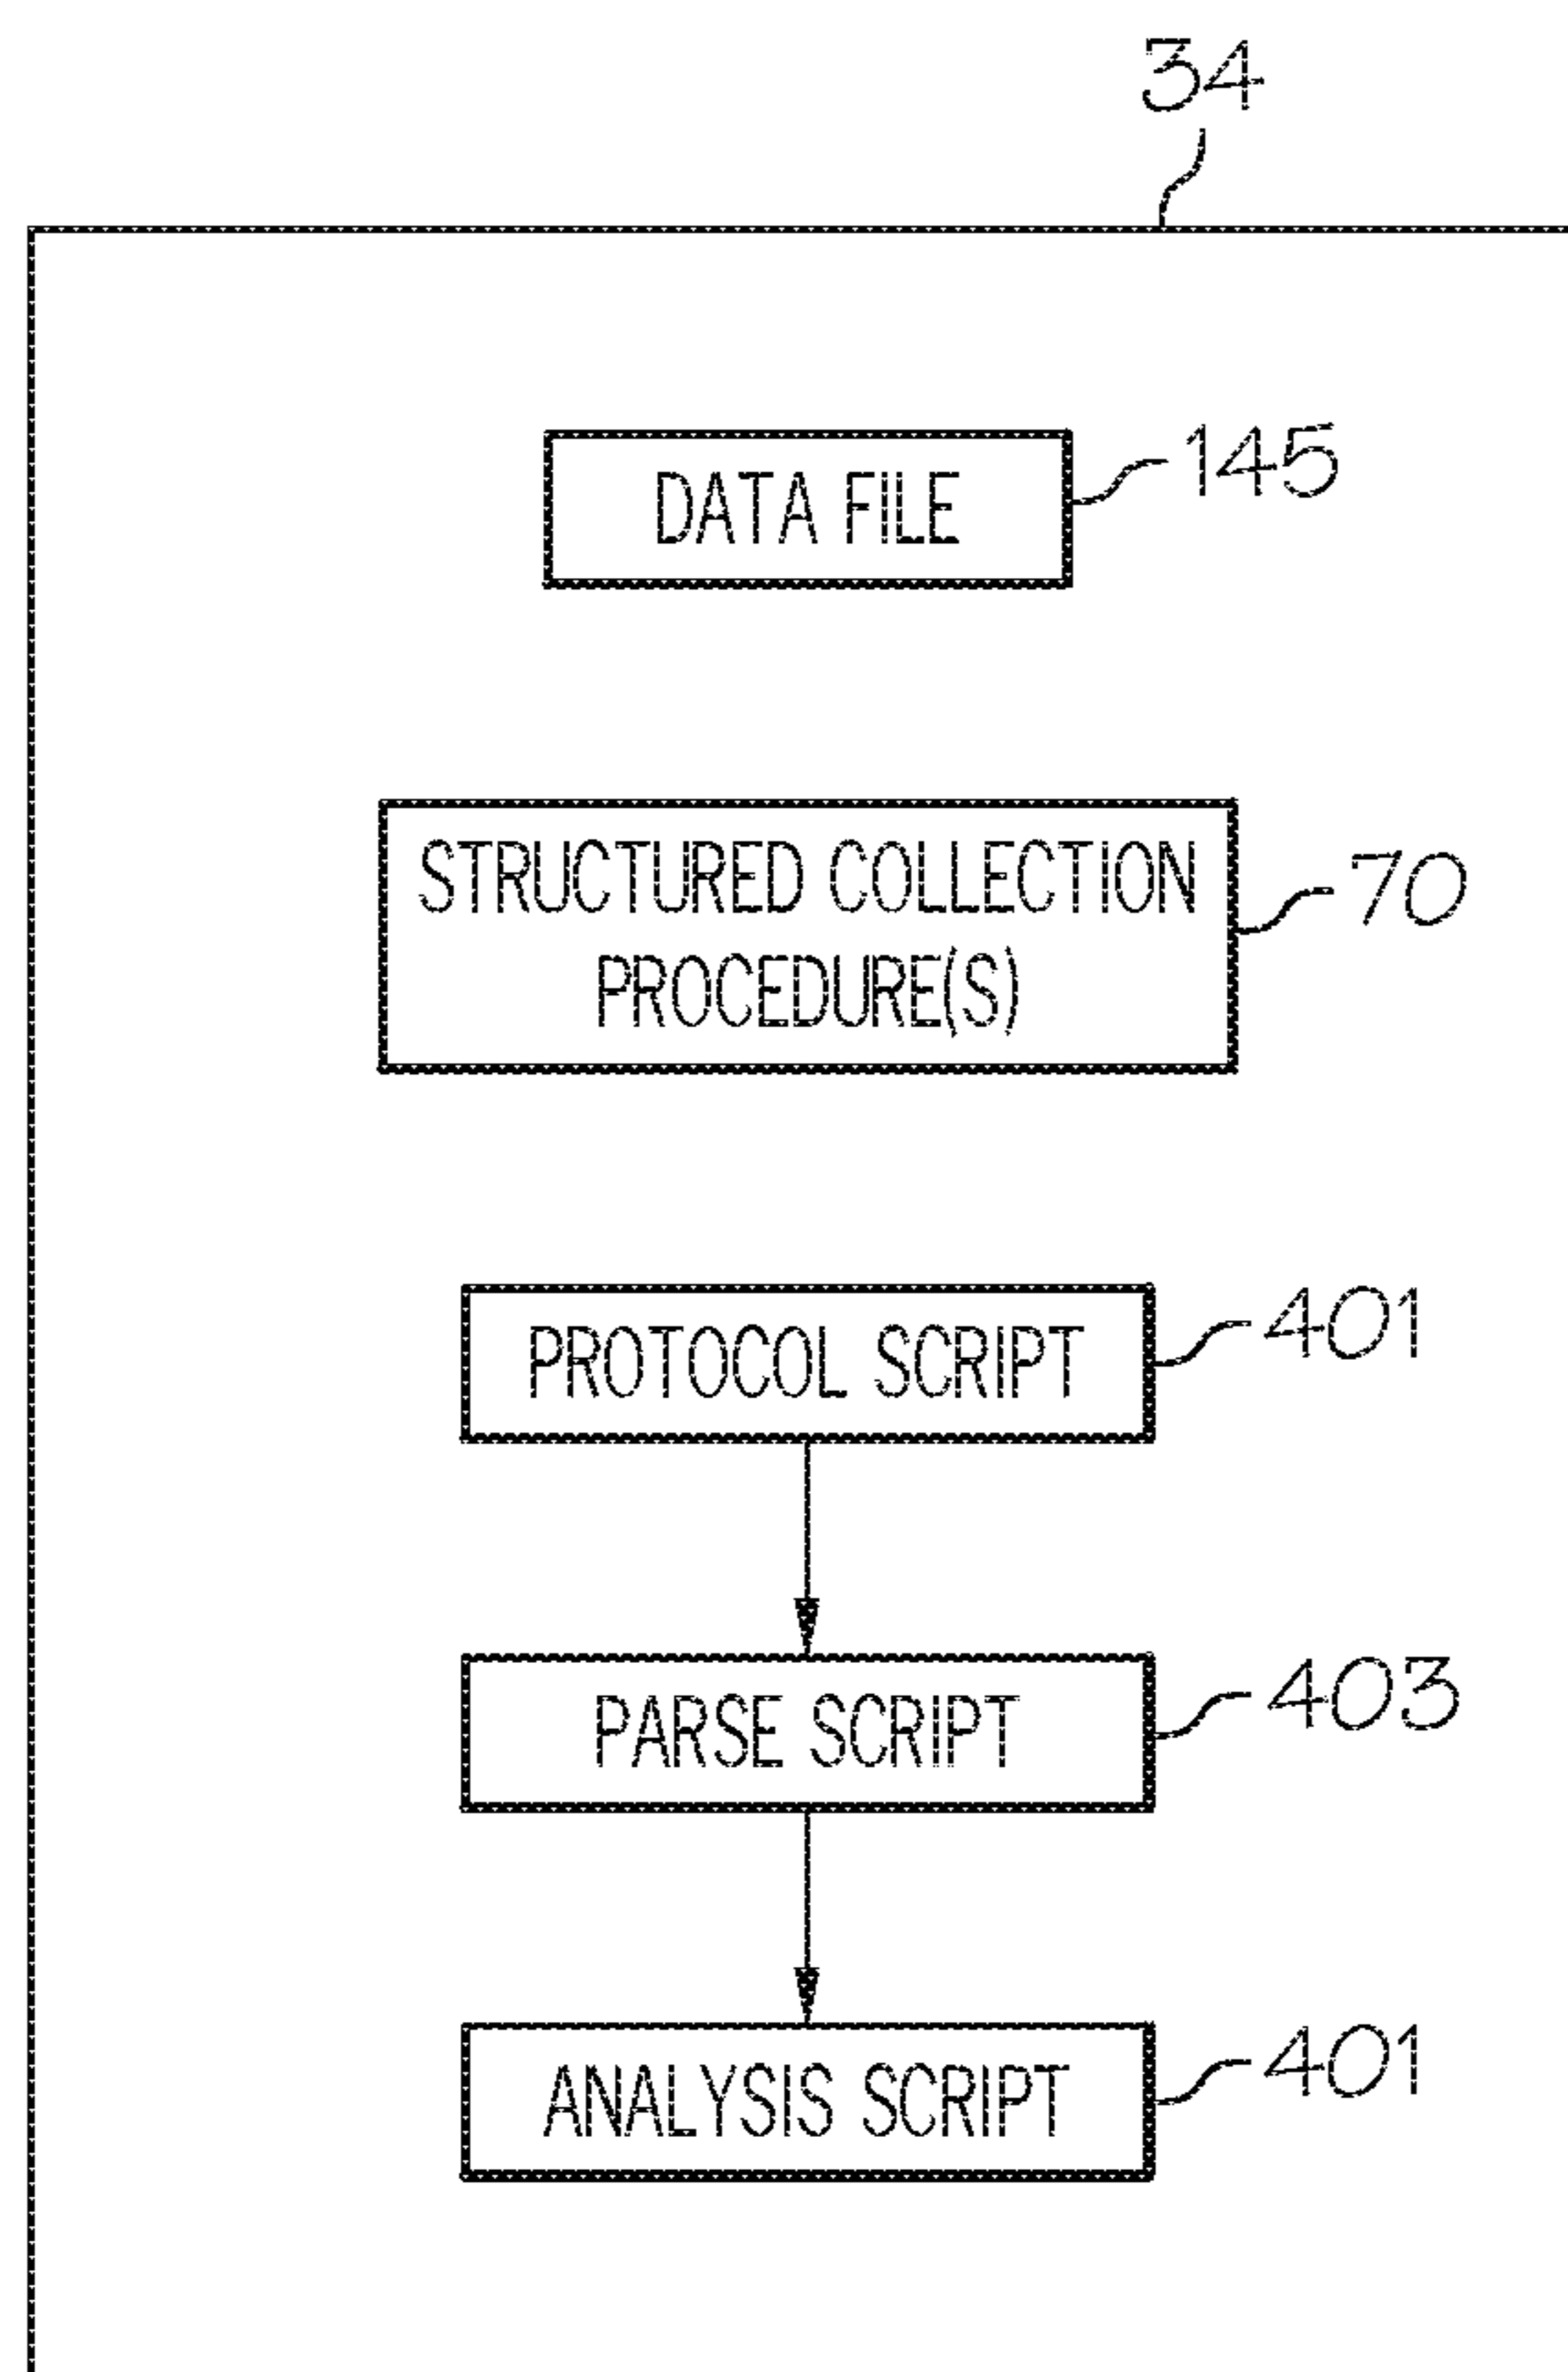 34
DATA FILE
145
STRUCTURED COLLECTION
PROCEDURE(S)
70
PROTOCOL SCRIPT
401
PARSE SCRIPT
403
ANALYSIS SCRIPT
401